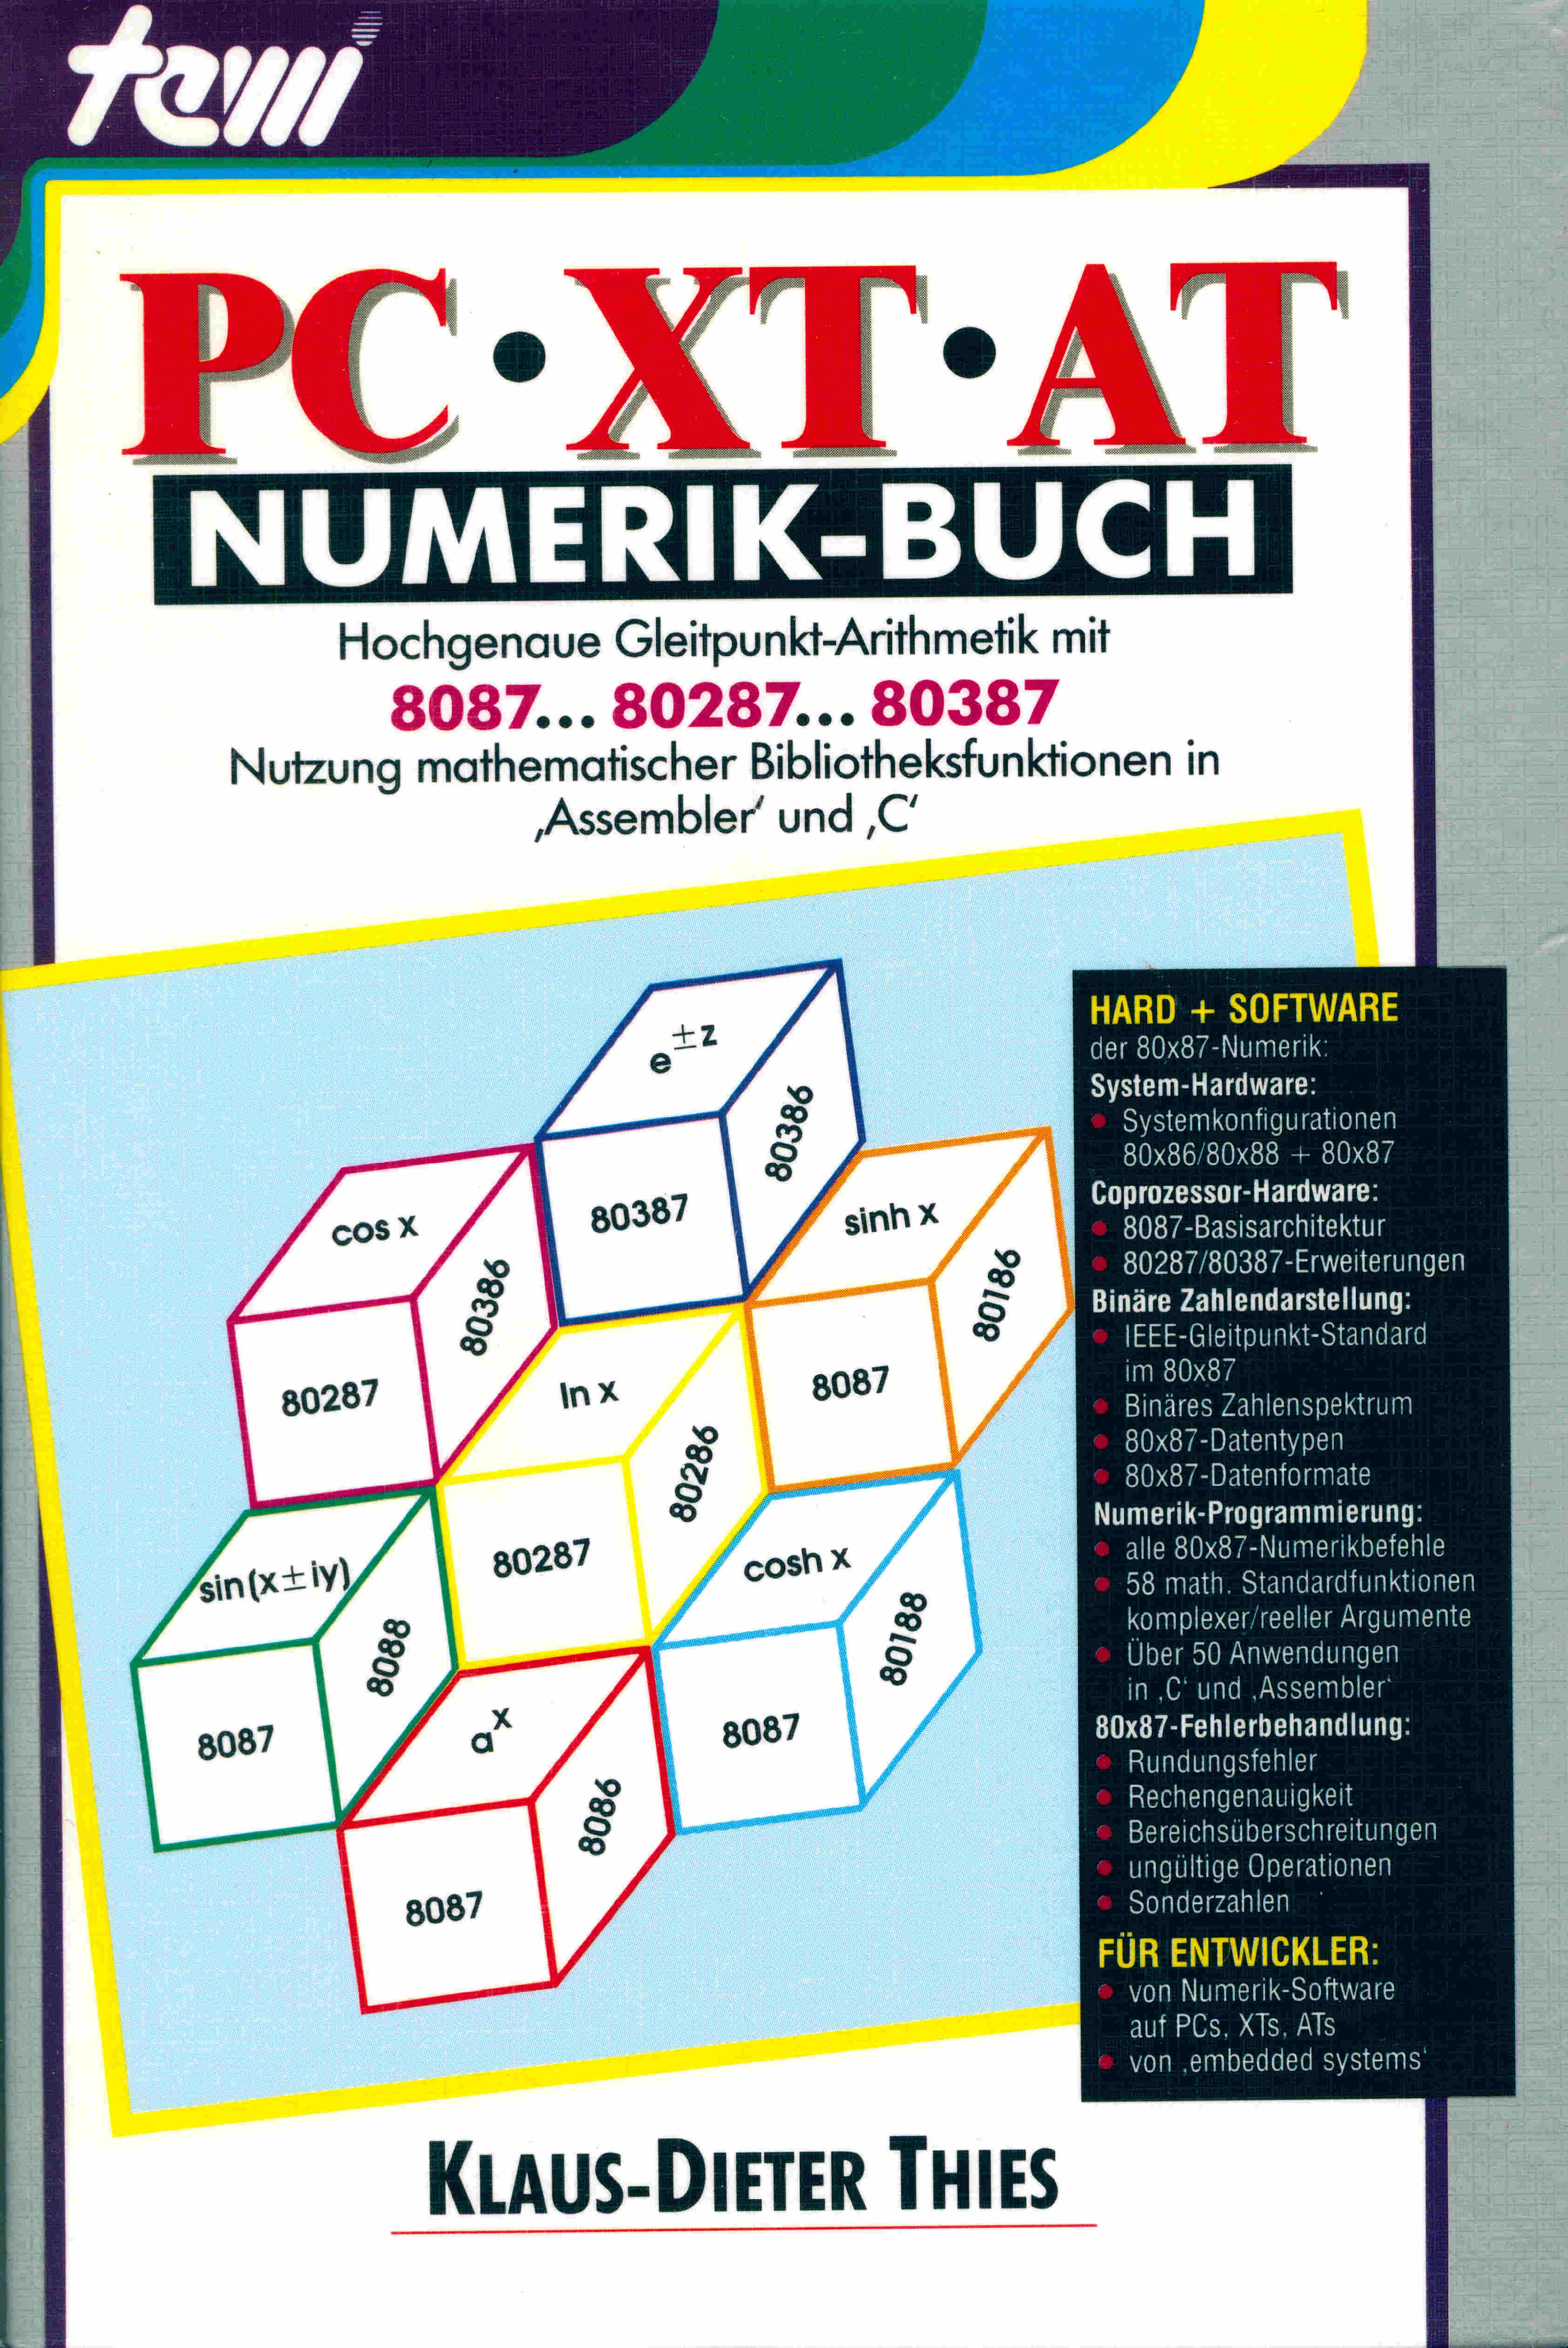 tewi
PC • XT • AT
NUMERIK-BUCH
Hochgenaue Gleitpunkt-Arithmetik mit
8087... 80287... 80387
Nutzung mathematischer Bibliotheksfunktionen in
‚Assembler‘ und ‚C‘
e^±z
80386
80387
cos x
80386
80287
sinh x
80186
8087
ln x
80286
80287
sin(x±iy)
8088
8087
cosh x
80188
8087
a^x
8086
8087
HARD + SOFTWARE
der 80x87-Numerik:
System-Hardware:
• Systemkonfigurationen
80x86/80x88 + 80x87
Coprozessor-Hardware:
• 8087-Basisarchitektur
• 80287/80387-Erweiterungen
Binäre Zahlendarstellung:
• IEEE-Gleitpunkt-Standard
im 80x87
• Binäres Zahlenspektrum
• 80x87-Datentypen
• 80x87-Datenformate
Numerik-Programmierung:
• alle 80x87-Numerikbefehle
• 58 math. Standardfunktionen
komplexer/reeller Argumente
• Über 50 Anwendungen
in ‚C‘ und ‚Assembler‘
80x87-Fehlerbehandlung:
• Rundungsfehler
• Rechengenauigkeit
• Bereichsüberschreitungen
• ungültige Operationen
• Sonderzahlen
FÜR ENTWICKLER:
• von Numerik-Software
auf PCs, XTs, ATs
• von ‚embedded systems‘
KLAUS-DIETER THIES